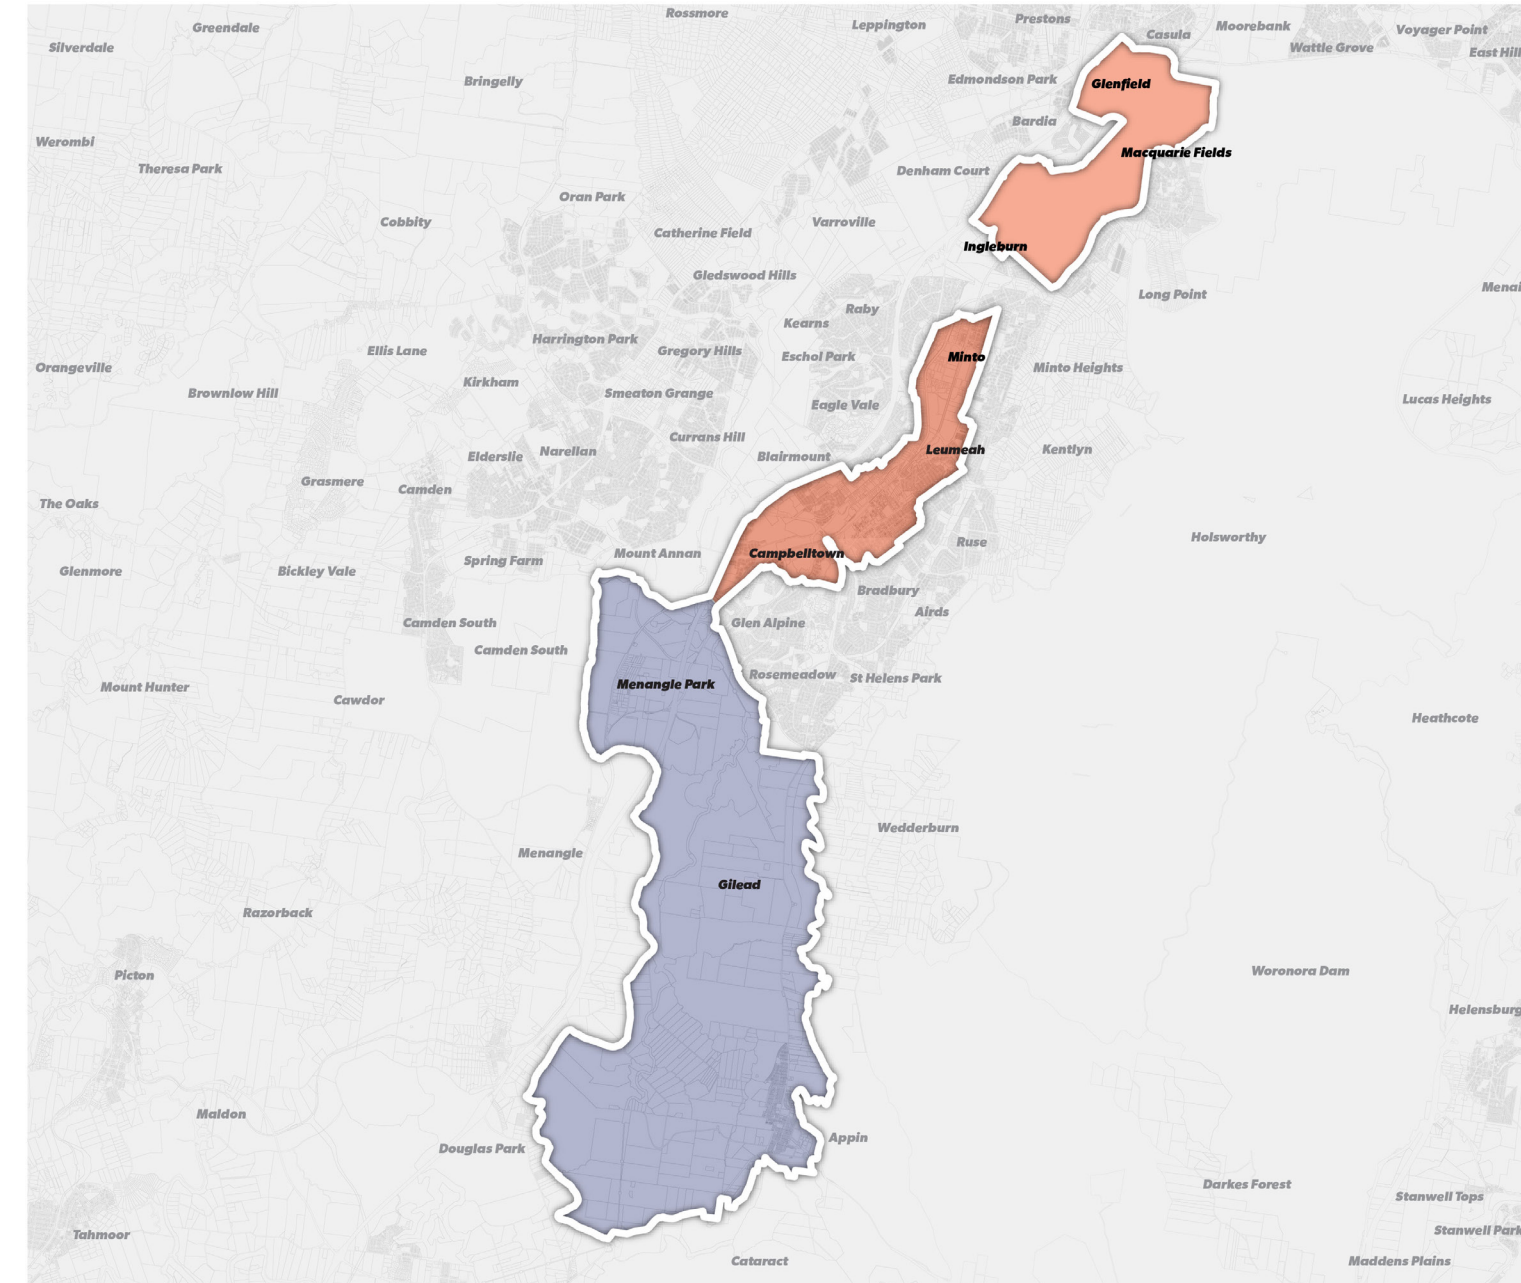 Rossmore
Prestons
Leppington
Greendale
Moorebank
Voyager Point
Casula
Silverdale
Wattle Grove
East Hill
Edmondson Park
Bringelly
Glenfield
Bardia
Werombi
Macquarie Fields
Theresa Park
Denham Court
Oran Park
Cobbity
Varroville
Catherine Field
Ingleburn
Gledswood Hills
Menai
Long Point
Raby
Kearns
Harrington Park
Ellis Lane
Gregory Hills
Eschol Park
Minto
Orangeville
Minto Heights
Kirkham
Brownlow Hill
Smeaton Grange
Lucas Heights
Eagle Vale
Currans Hill
Leumeah
Kentlyn
Narellan
Elderslie
Blairmount
Grasmere
Camden
The Oaks
Holsworthy
Ruse
Mount Annan
Campbelltown
Spring Farm
Glenmore
Bickley Vale
Bradbury
Airds
Camden South
Glen Alpine
Camden South
Rosemeadow
St Helens Park
Menangle Park
Mount Hunter
Cawdor
Heathcote
Wedderburn
Menangle
Gilead
Razorback
Woronora Dam
Picton
Helensburg
Maldon
Appin
Douglas Park
Darkes Forest
Stanwell Tops
Stanwell Park
Tahmoor
Cataract
Maddens Plains